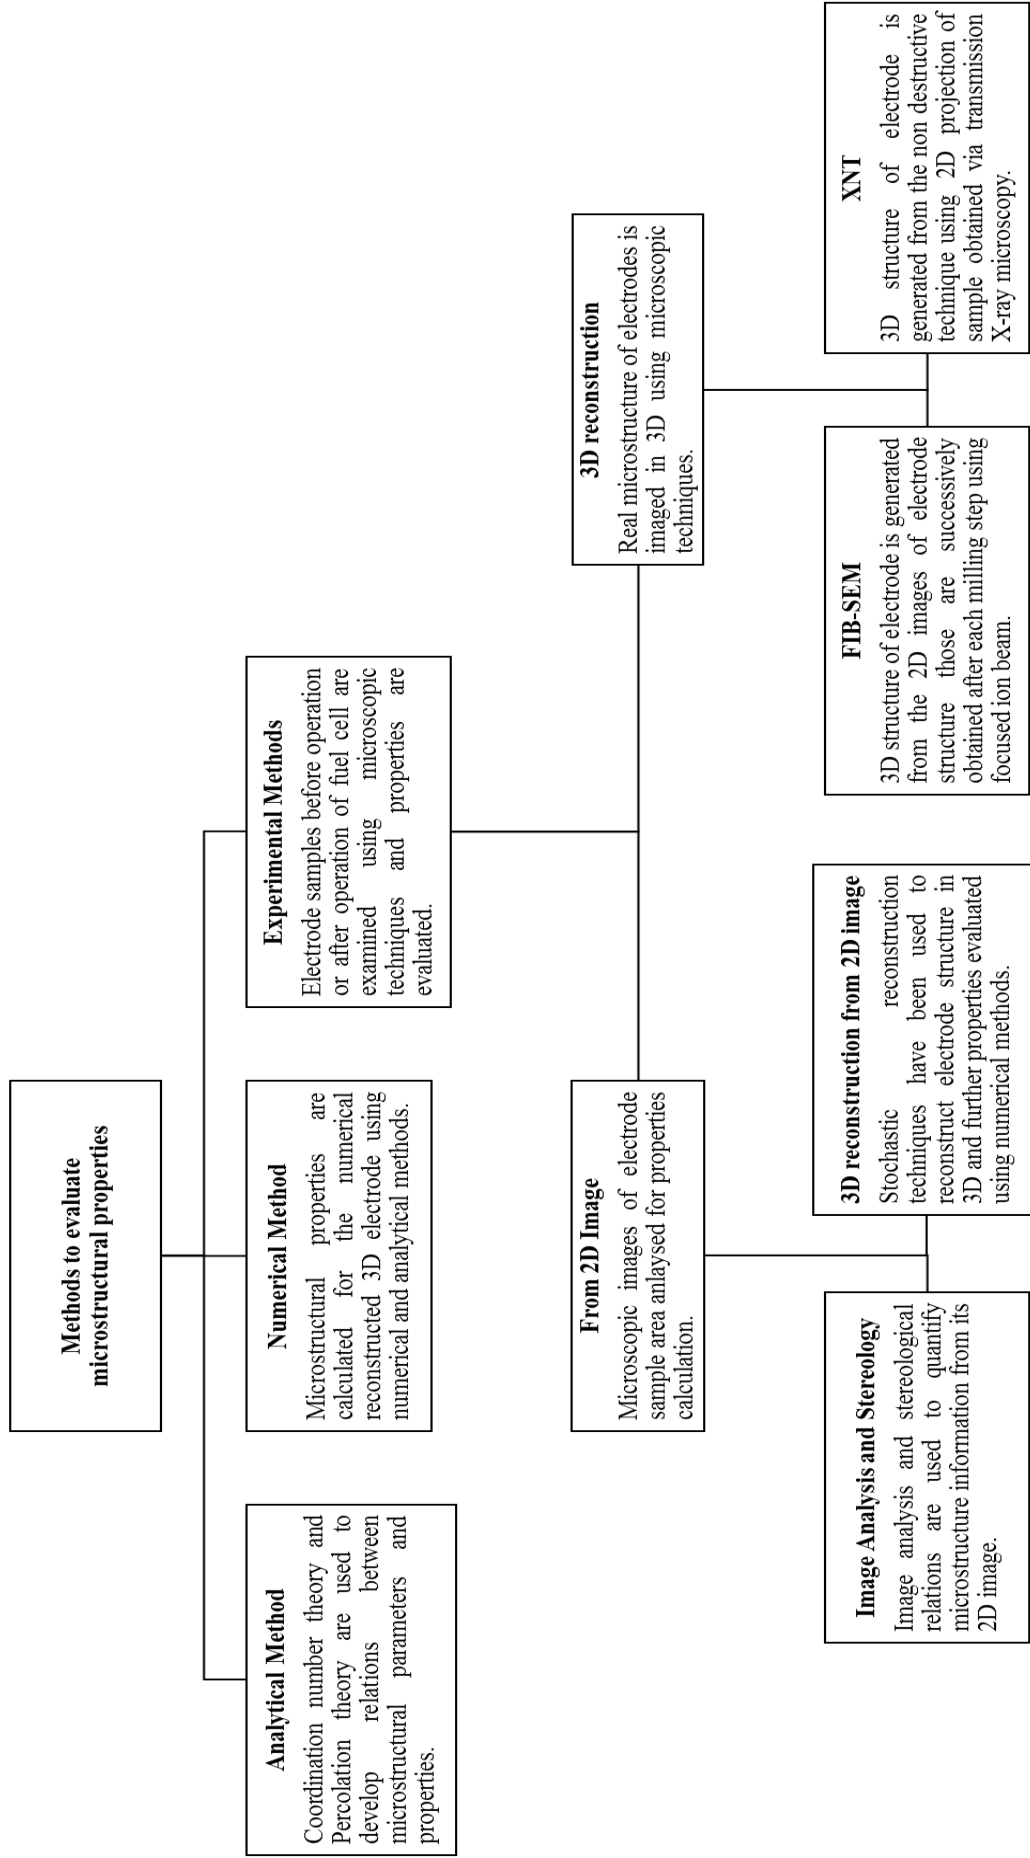 Methods to evaluate
microstructural properties
Analytical Method
Coordination number theory and
Percolation theory are used to
develop relations between
microstructural parameters and
properties.
Numerical Method
Microstructural properties are
calculated for the numerical
reconstructed 3D electrode using
numerical and analytical methods.
Experimental Methods
Electrode samples before operation
or after operation of fuel cell are
examined using microscopic
techniques and properties are
evaluated.
From 2D Image
Microscopic images of electrode
sample area anlaysed for properties
calculation.
3D reconstruction
Real microstructure of electrodes is
imaged in 3D using microscopic
techniques.
Image Analysis and Stereology
Image analysis and stereological
relations are used to quantify
microstructure information from its
2D image.
3D reconstruction from 2D image
Stochastic reconstruction
techniques have been used to
reconstruct electrode structure in
3D and further properties evaluated
using numerical methods.
FIB-SEM
3D structure of electrode is generated
from the 2D images of electrode
structure those are successively
obtained after each milling step using
focused ion beam.
XNT
3D structure of electrode is
generated from the non destructive
technique using 2D projection of
sample obtained via transmission
X-ray microscopy.